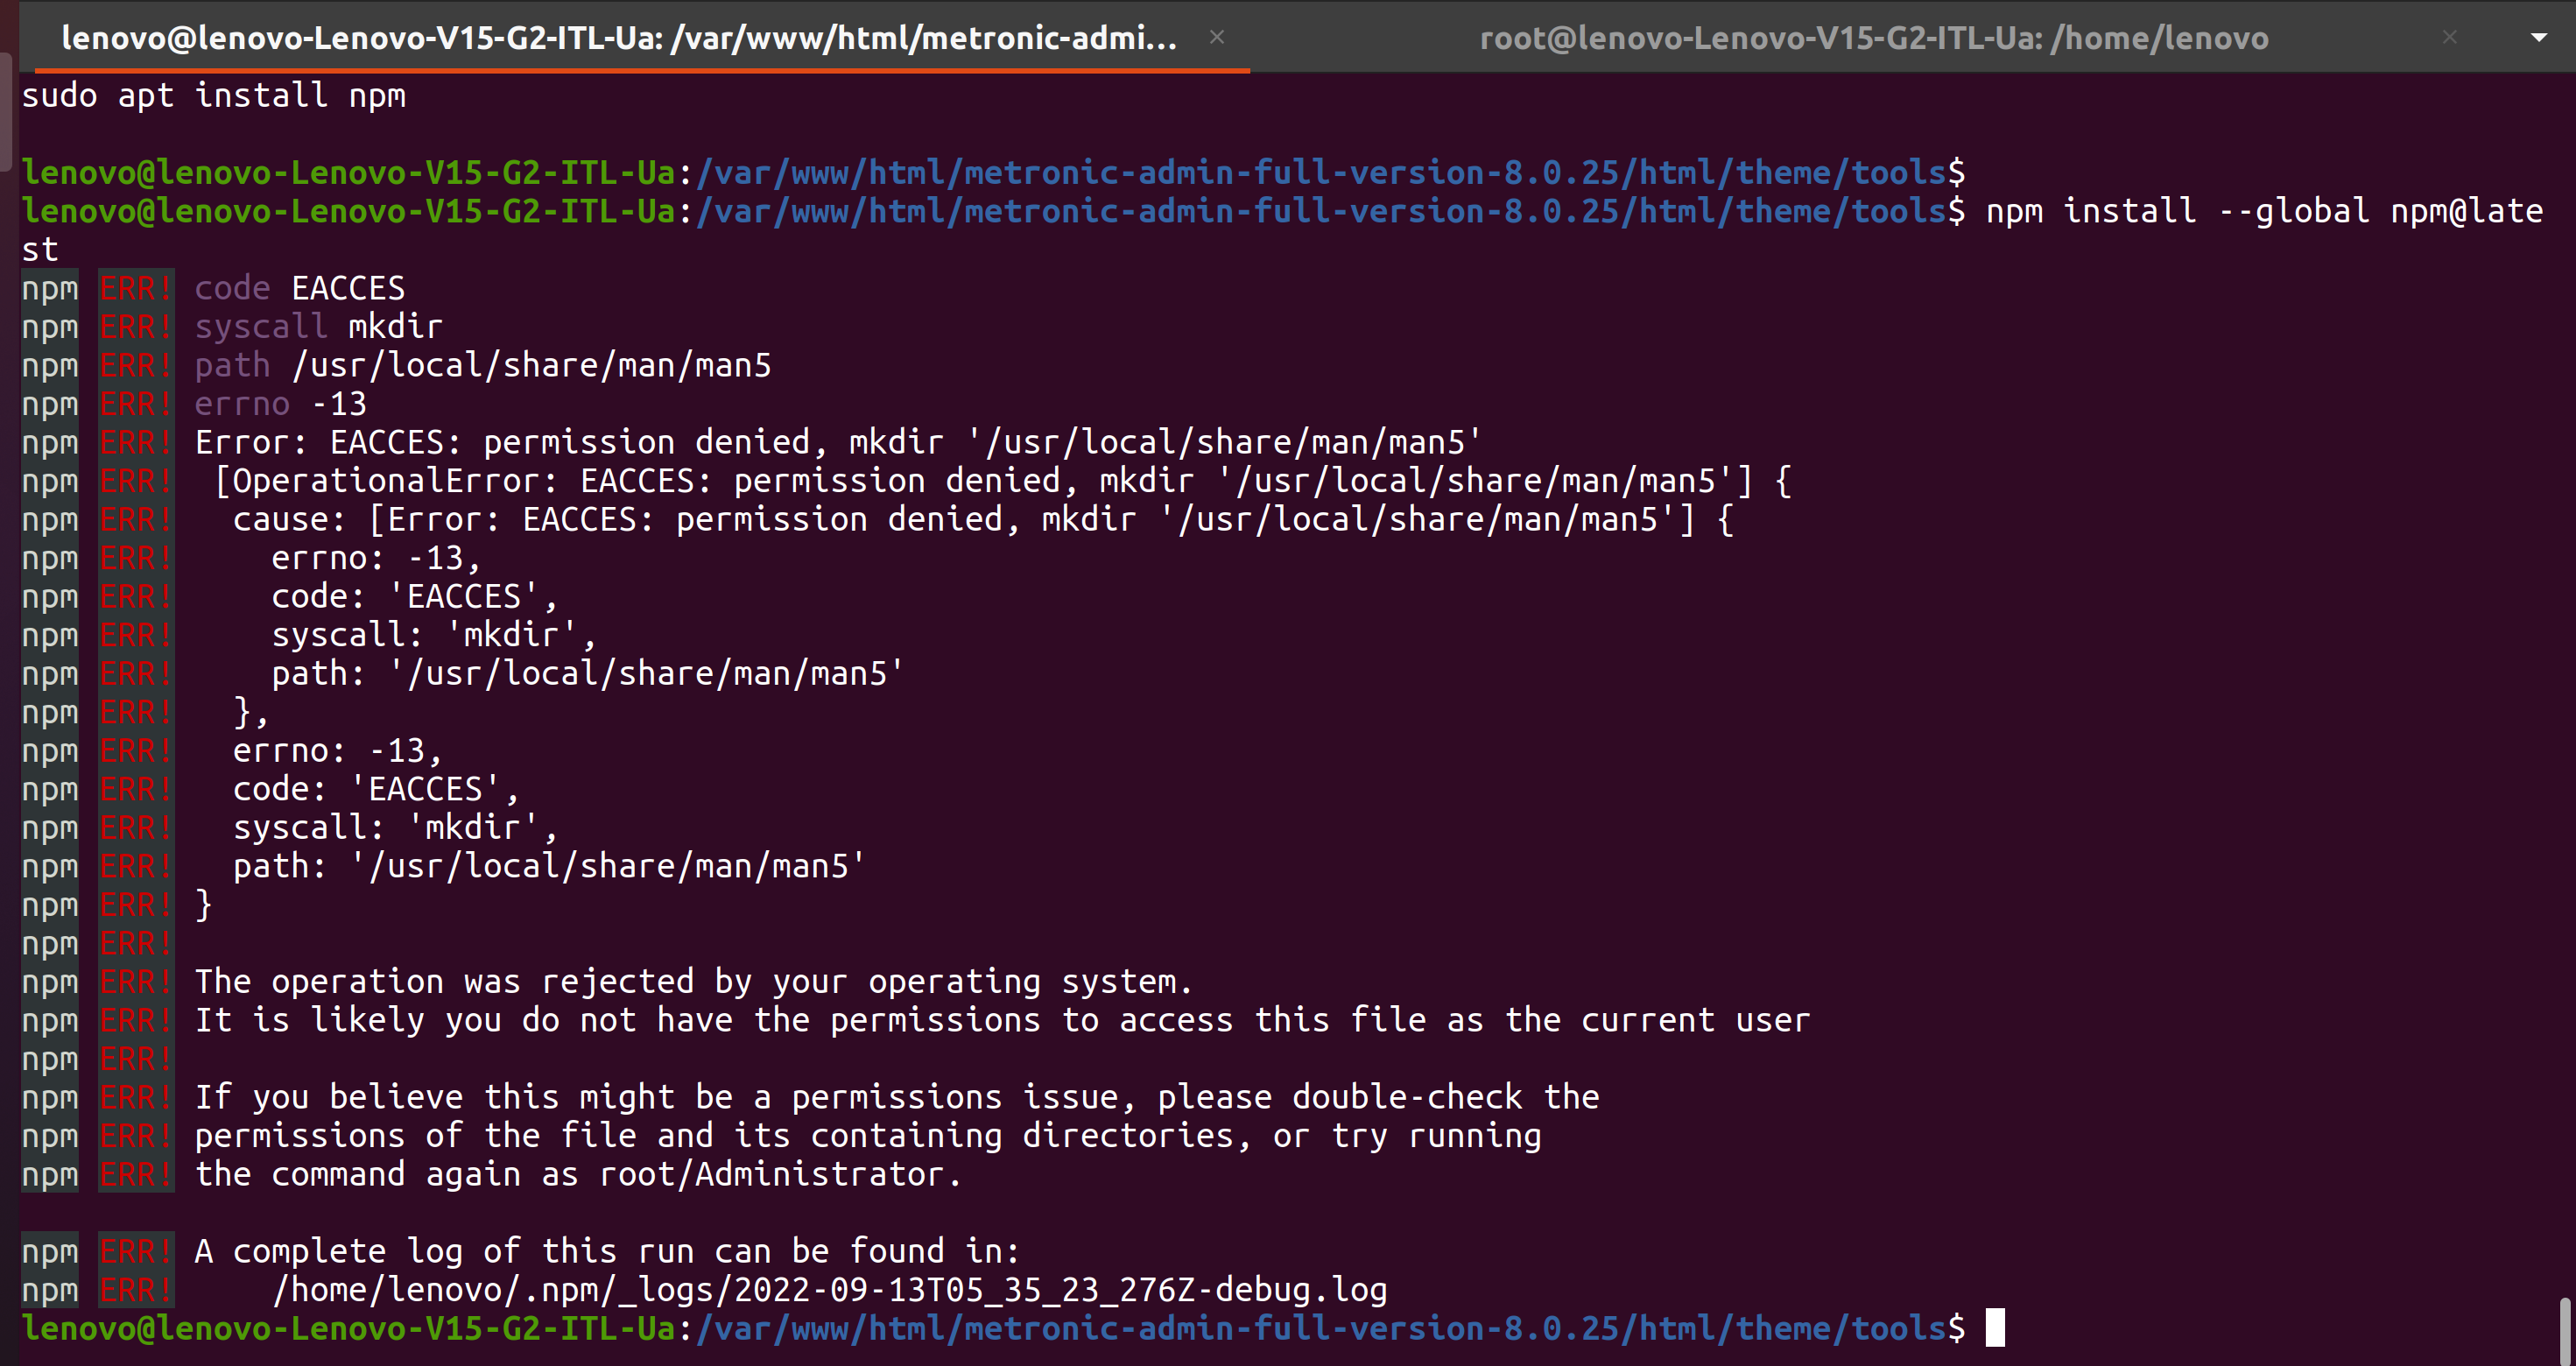 lenovo@lenovo-Lenovo-V15-G2-ITL-Ua: /var/www/html/metronic-admi... × root@lenovo-Lenovo-V15-G2-ITL-Ua: /home/lenovo ×
sudo apt install npm
lenovo@lenovo-Lenovo-V15-G2-ITL-Ua:/var/www/html/metronic-admin-full-version-8.0.25/html/theme/tools$
lenovo@lenovo-Lenovo-V15-G2-ITL-Ua:/var/www/html/metronic-admin-full-version-8.0.25/html/theme/tools$ npm install --global npm@late
st
npm ERR! code EACCES
npm ERR! syscall mkdir
npm ERR! path /usr/local/share/man/man5
npm ERR! errno -13
npm ERR! Error: EACCES: permission denied, mkdir '/usr/local/share/man/man5'
npm ERR!  [OperationalError: EACCES: permission denied, mkdir '/usr/local/share/man/man5'] {
npm ERR!   cause: [Error: EACCES: permission denied, mkdir '/usr/local/share/man/man5'] {
npm ERR!     errno: -13,
npm ERR!     code: 'EACCES',
npm ERR!     syscall: 'mkdir',
npm ERR!     path: '/usr/local/share/man/man5'
npm ERR!   },
npm ERR!   errno: -13,
npm ERR!   code: 'EACCES',
npm ERR!   syscall: 'mkdir',
npm ERR!   path: '/usr/local/share/man/man5'
npm ERR! }
npm ERR!
npm ERR! The operation was rejected by your operating system.
npm ERR! It is likely you do not have the permissions to access this file as the current user
npm ERR!
npm ERR! If you believe this might be a permissions issue, please double-check the
npm ERR! permissions of the file and its containing directories, or try running
npm ERR! the command again as root/Administrator.
npm ERR! A complete log of this run can be found in:
npm ERR!     /home/lenovo/.npm/_logs/2022-09-13T05_35_23_276Z-debug.log
lenovo@lenovo-Lenovo-V15-G2-ITL-Ua:/var/www/html/metronic-admin-full-version-8.0.25/html/theme/tools$